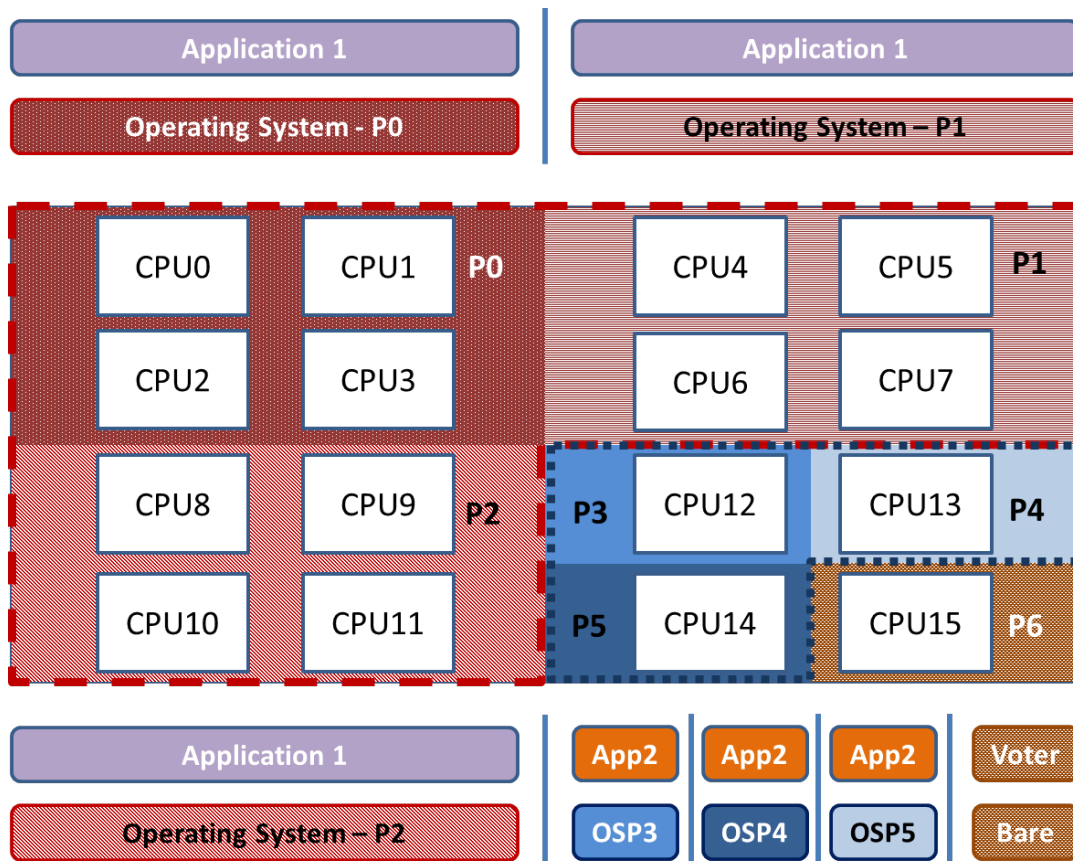 Application 1
Application 1
Operating System - P0
Operating System – P1
CPU0 CPU1 P0 CPU4 CPU5 P1
CPU2 CPU3 CPU6 CPU7
CPU8 CPU9 P2 P3 CPU12 CPU13 P4
CPU10 CPU11 P5 CPU14 CPU15 P6
Application 1
App2 App2 App2 Voter
Operating System – P2
OSP3 OSP4 OSP5 Bare